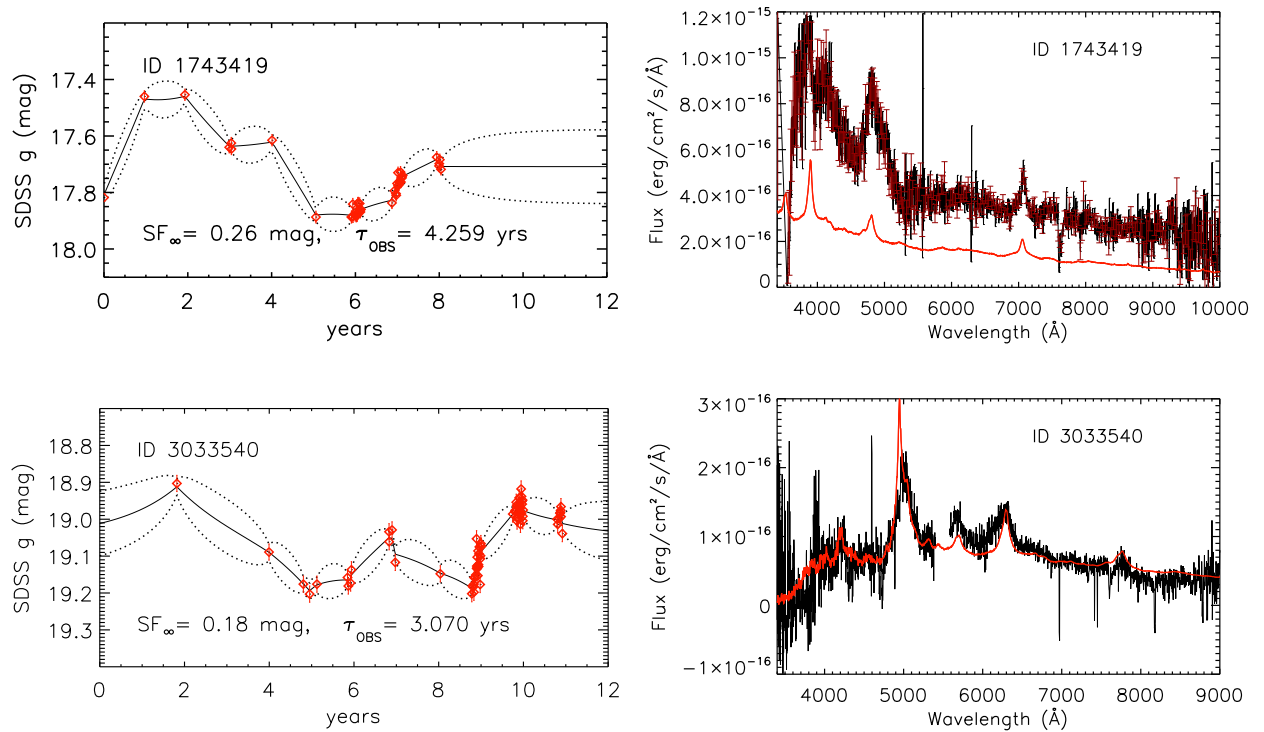 SDSS g (mag)
17.4
17.6
17.8
18.0
ID 1743419
SF∞= 0.26 mag, τOBS= 4.259 yrs
0 2 4 6 8 10 12
years
Flux (erg/cm²/s/Å)
1.2×10⁻¹⁵
1.0×10⁻¹⁵
8.0×10⁻¹⁶
6.0×10⁻¹⁶
4.0×10⁻¹⁶
2.0×10⁻¹⁶
0
ID 1743419
4000 5000 6000 7000 8000 9000 10000
Wavelength (Å)
SDSS g (mag)
18.8
18.9
19.0
19.1
19.2
19.3
ID 3033540
SF∞= 0.18 mag, τOBS= 3.070 yrs
0 2 4 6 8 10 12
years
Flux (erg/cm²/s/Å)
3×10⁻¹⁶
2×10⁻¹⁶
1×10⁻¹⁶
0
−1×10⁻¹⁶
ID 3033540
4000 5000 6000 7000 8000 9000
Wavelength (Å)